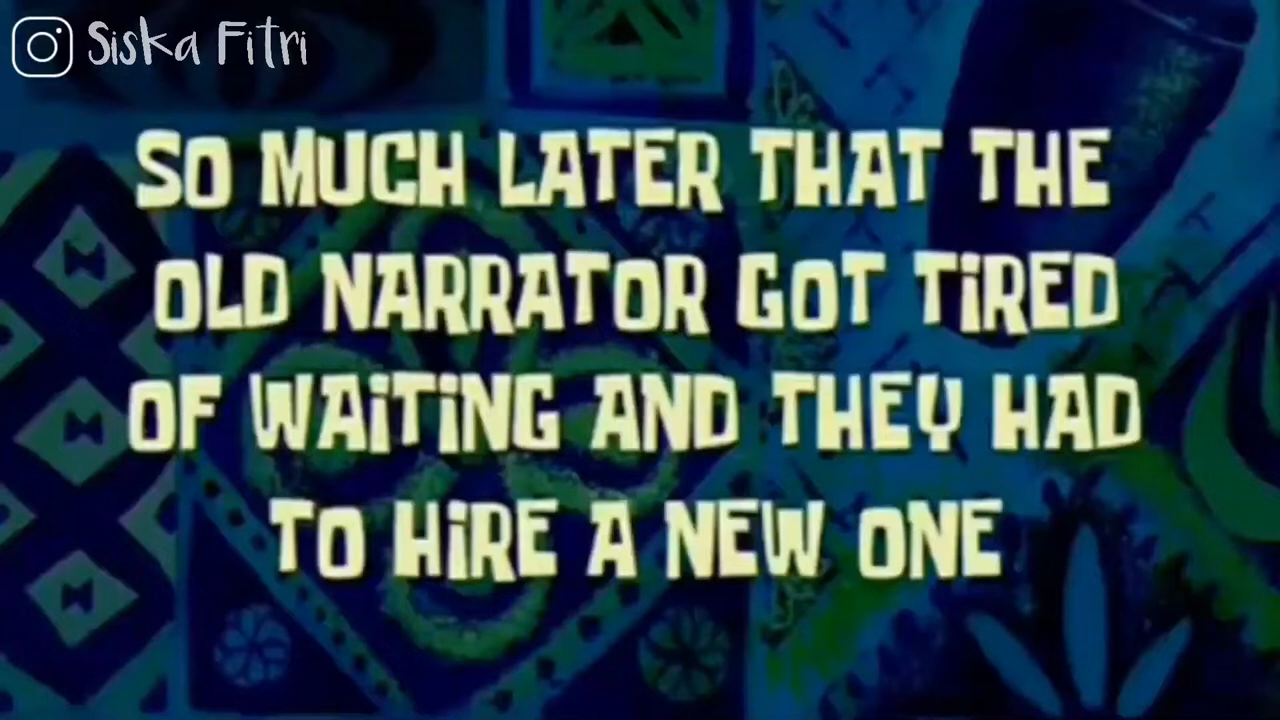 Siska Fitri
SO MUCH LATER THAT THE
OLD NARRATOR GOT TiRED
OF WAiTiNG AND THEY HAD
TO HiRE A NEW ONE